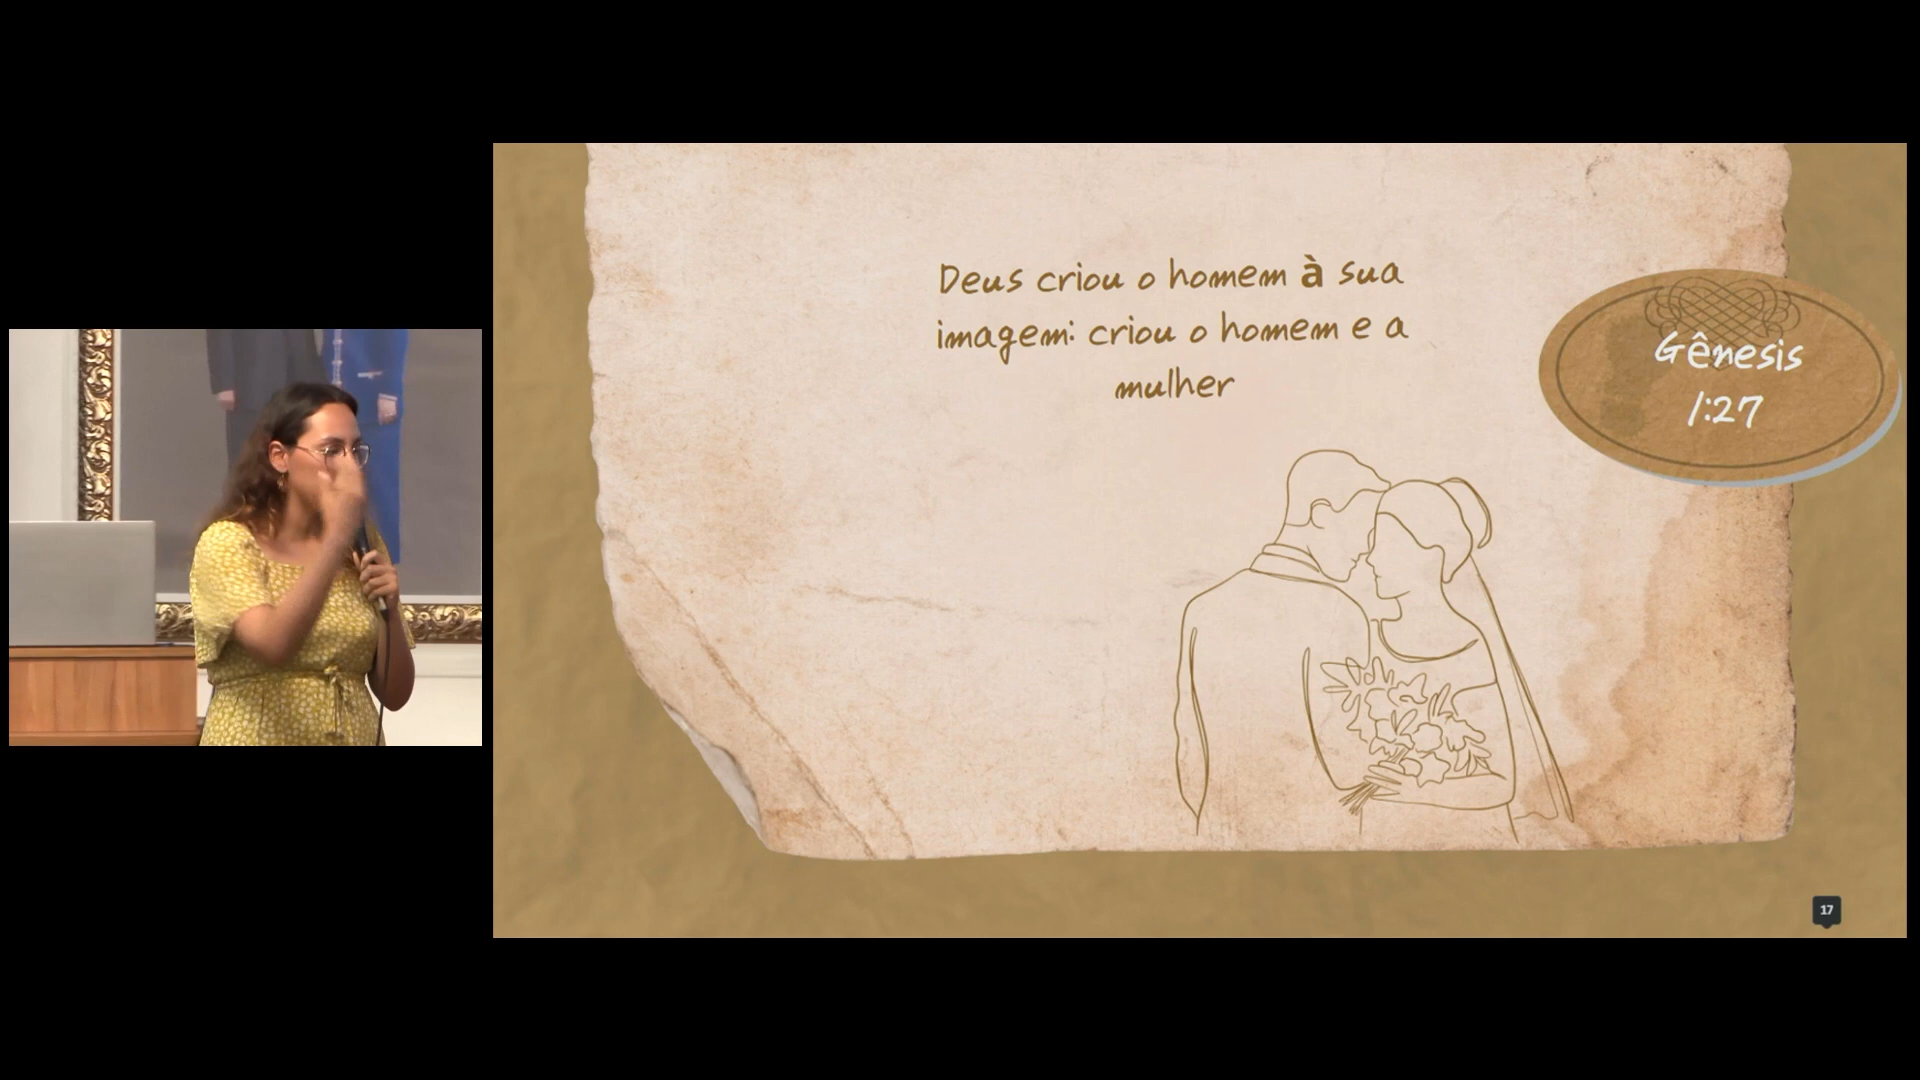 Deus criou o homem à sua
imagem: criou o homem e a
mulher
Gênesis
1:27
17